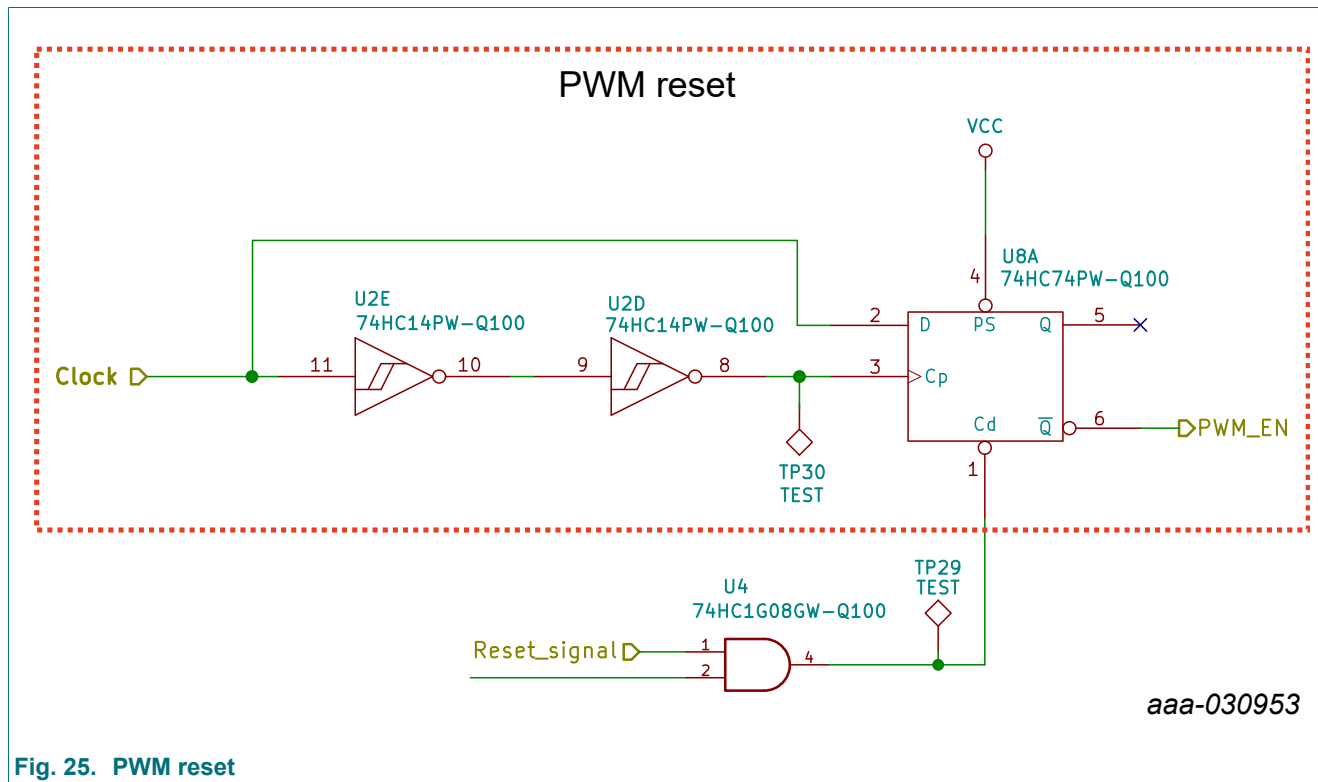 PWM reset
VCC
U8A
74HC74PW-Q100
4
U2E
74HC14PW-Q100
U2D
74HC14PW-Q100
2
D
PS
Q
5
Clock
11
10
9
8
3
Cp
Cd
Q̅
6
PWM_EN
TP30
TEST
1
TP29
TEST
U4
74HC1G08GW-Q100
Reset_signal
1
2
4
aaa-030953
Fig. 25. PWM reset